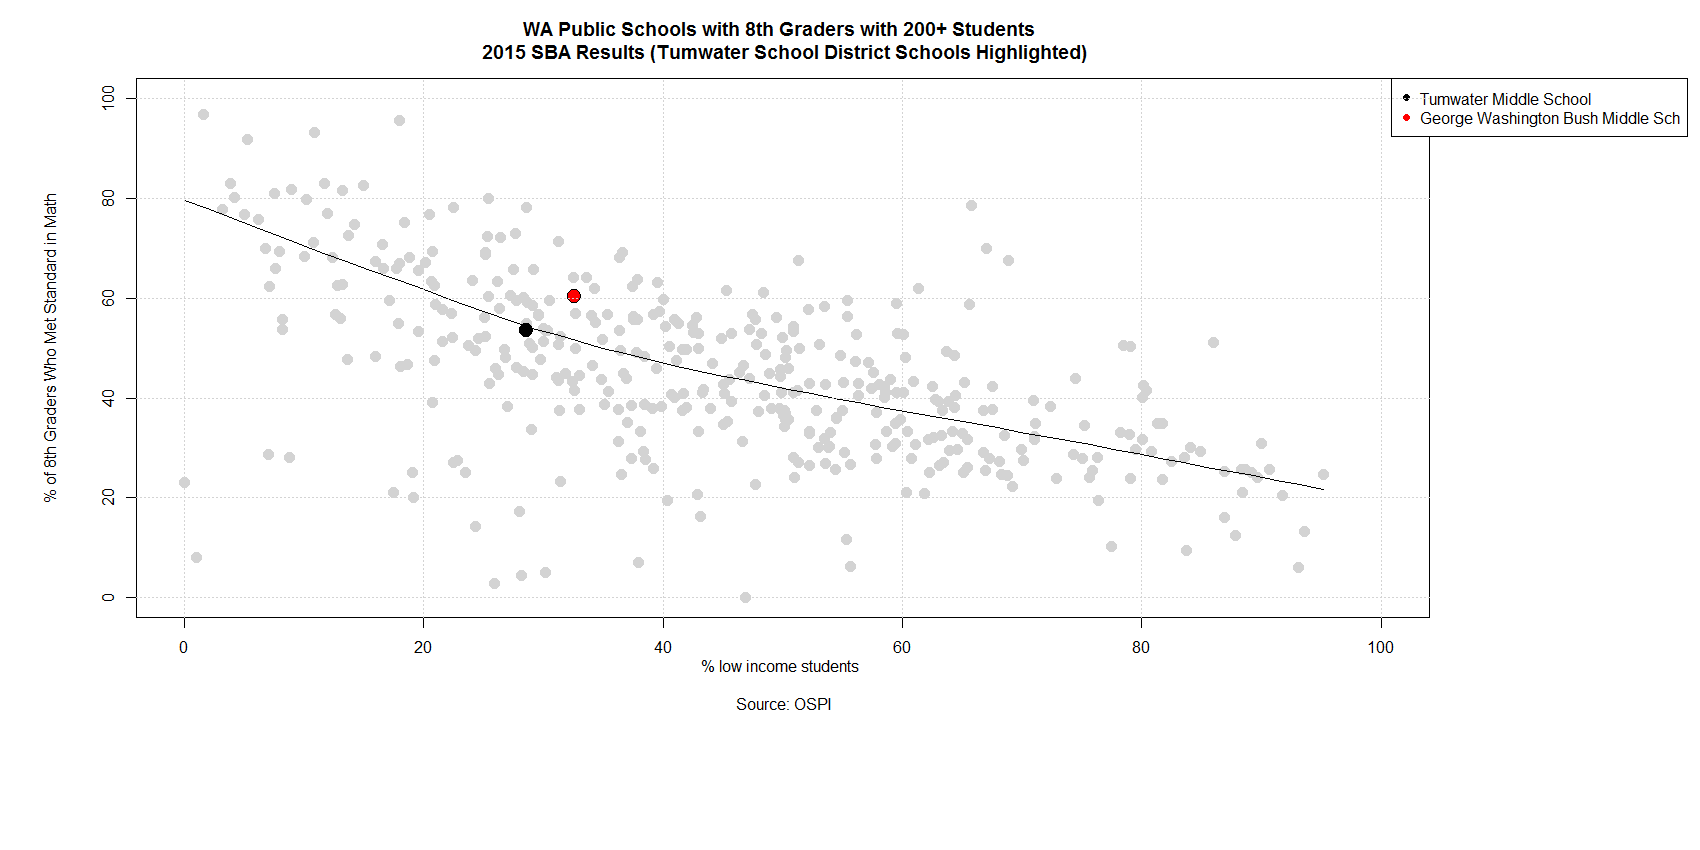 WA Public Schools with 8th Graders with 200+ Students
2015 SBA Results (Tumwater School District Schools Highlighted)
Tumwater Middle School
George Washington Bush Middle Sch
% of 8th Graders Who Met Standard in Math
100
80
60
40
20
0
0 20 40 60 80 100
% low income students
Source: OSPI